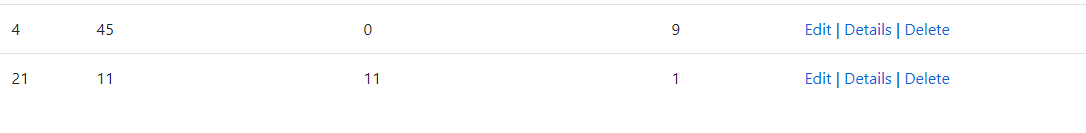 4 45 0 9 Edit | Details | Delete
21 11 11 1 Edit | Details | Delete